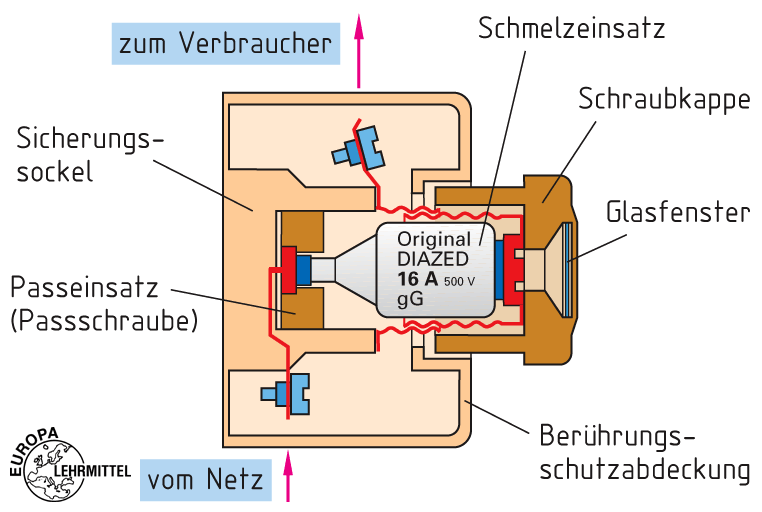 zum Verbraucher
Schmelzeinsatz
Schraubkappe
Sicherungs-
sockel
Glasfenster
Original
DIAZED
16 A 500 V
gG
Passeinsatz
(Passschraube)
Berührungs-
schutzabdeckung
vom Netz
EUROPA
LEHRMITTEL